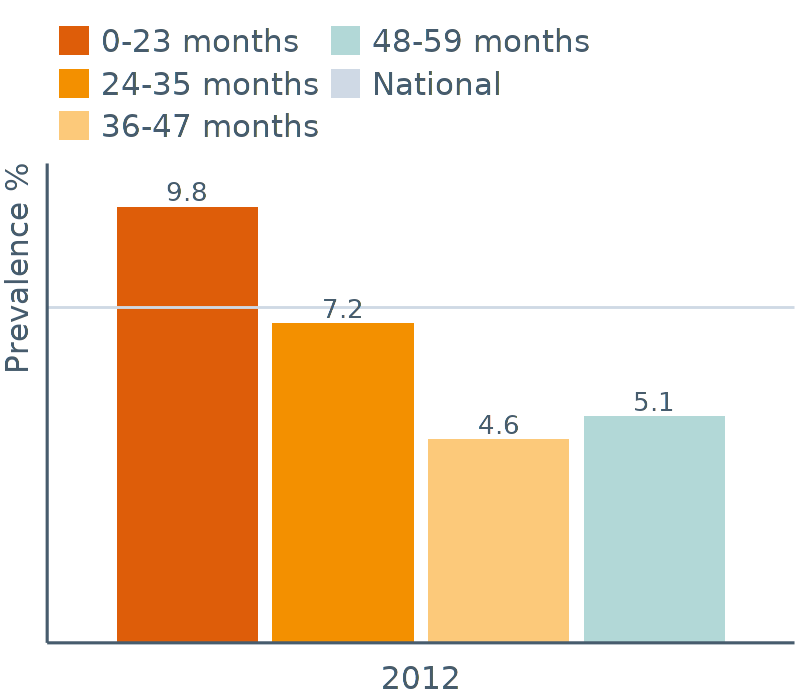 0-23 months
24-35 months
36-47 months
48-59 months
National
Prevalence %
9.8
7.2
4.6
5.1
2012